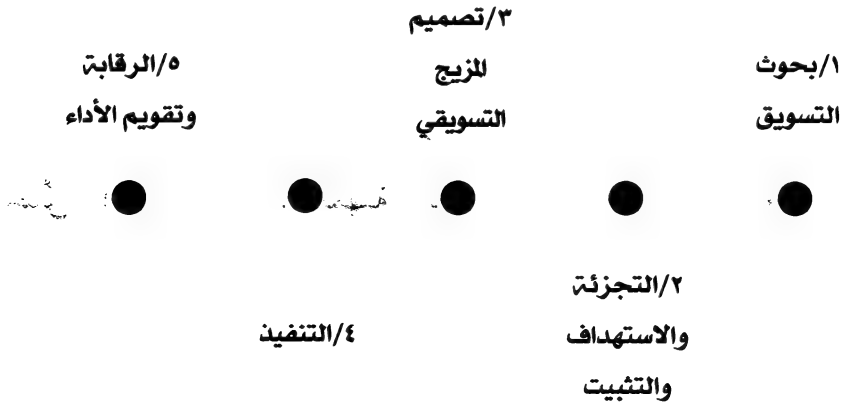 ١/بحوث
التسويق
٢/التجزئة
والاستهداف
والتثبيت
٣/تصميم
المزيج
التسويقي
٤/التنفيذ
٥/الرقابة
وتقويم الأداء